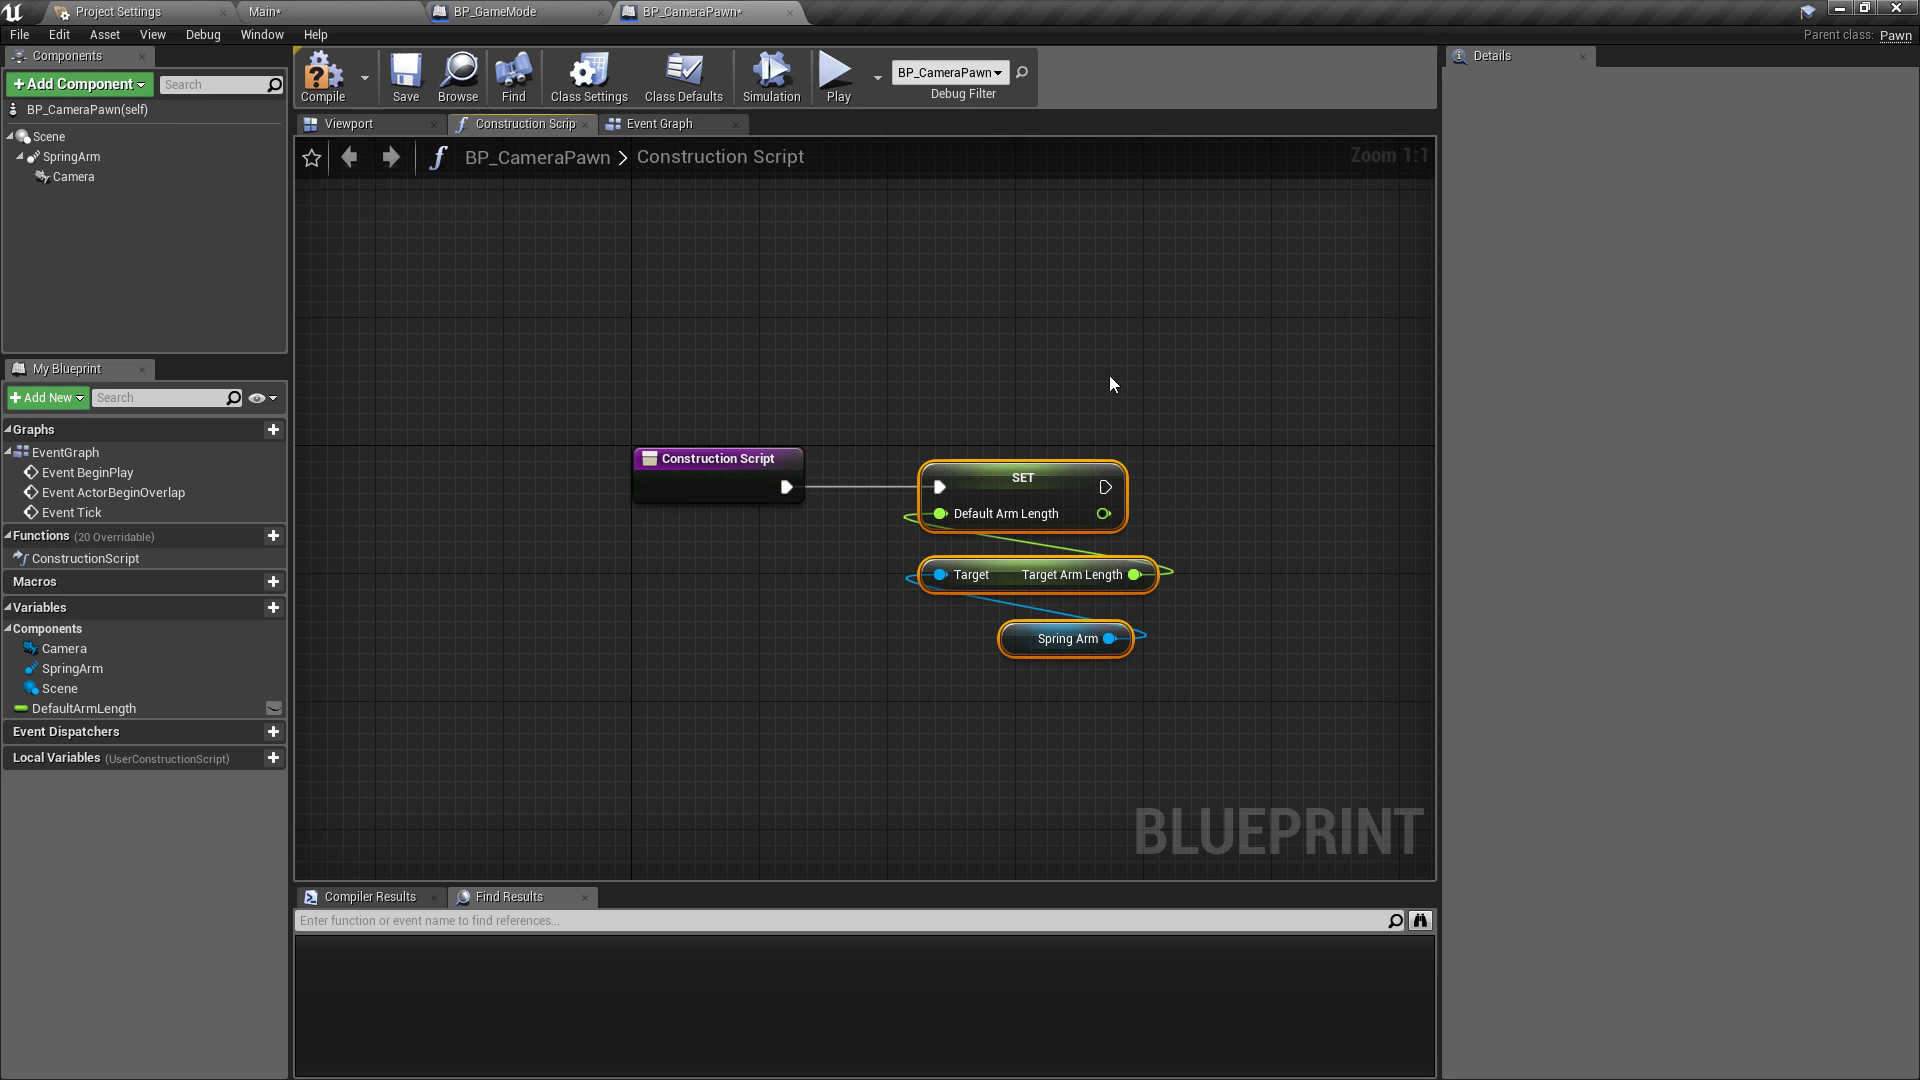 Project Settings
Main*
BP_GameMode
BP_CameraPawn*
File Edit Asset View Debug Window Help
Parent class: Pawn
Components
+Add Component
Search
BP_CameraPawn(self)
Scene
SpringArm
Camera
My Blueprint
+Add New
Search
Graphs
EventGraph
Event BeginPlay
Event ActorBeginOverlap
Event Tick
Functions (20 Overridable)
ConstructionScript
Macros
Variables
Components
Camera
SpringArm
Scene
DefaultArmLength
Event Dispatchers
Local Variables (UserConstructionScript)
Compile
Save
Browse
Find
Class Settings
Class Defaults
Simulation
Play
BP_CameraPawn
Debug Filter
Viewport
Construction Scrip
Event Graph
BP_CameraPawn > Construction Script
Zoom 1:1
Construction Script
SET
Default Arm Length
Target Target Arm Length
Spring Arm
BLUEPRINT
Compiler Results
Find Results
Enter function or event name to find references...
Details